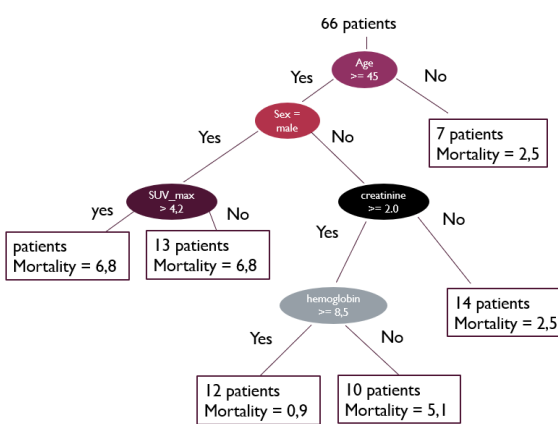 66 patients
Age
>= 45
Yes
No
Sex =
male
7 patients
Mortality = 2,5
Yes
No
SUV_max
> 4,2
creatinine
>= 2.0
yes
No
Yes
No
patients
Mortality = 6,8
13 patients
Mortality = 6,8
hemoglobin
>= 8,5
14 patients
Mortality = 2,5
Yes
No
12 patients
Mortality = 0,9
10 patients
Mortality = 5,1